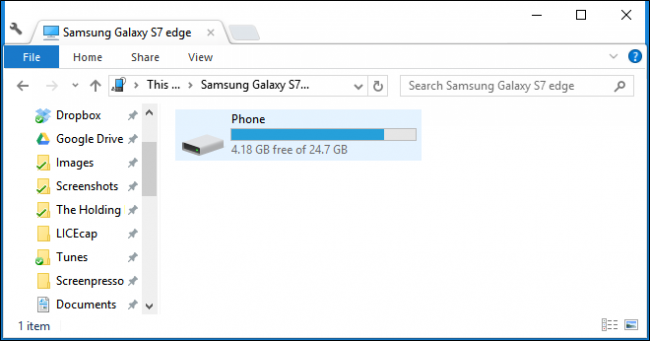 Samsung Galaxy S7 edge
File
Home
Share
View
This ... Samsung Galaxy S7...
Search Samsung Galaxy S7 edge
Dropbox
Google Drive
Images
Screenshots
The Holding
LICEcap
Tunes
Screenpresso
Documents
Phone
4.18 GB free of 24.7 GB
1 item